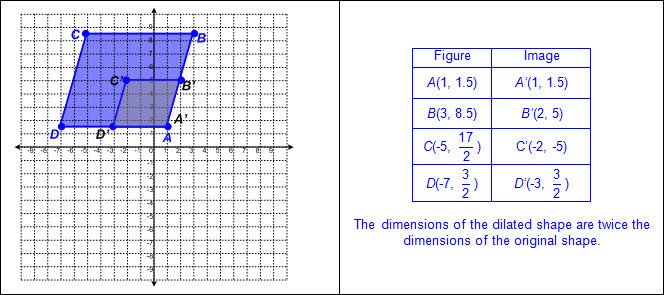 C
B
C'
B'
D
D'
A'
A
Figure Image
A(1, 1.5) A'(1, 1.5)
B(3, 8.5) B'(2, 5)
C(-5, 17/2) C'(-2, -5)
D(-7, 3/2) D'(-3, 3/2)
The dimensions of the dilated shape are twice the
dimensions of the original shape.